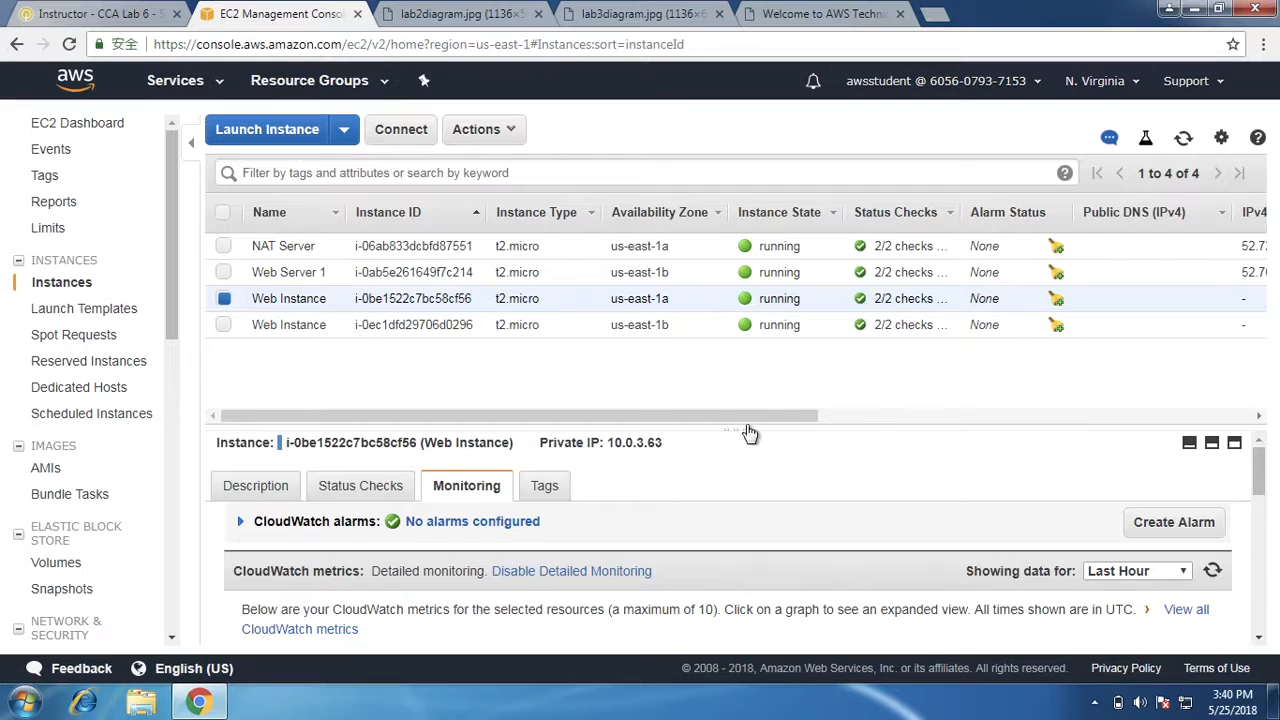 Instructor - CCA Lab 6 - S
EC2 Management Conso
lab2diagram.jpg (1136×5
lab3diagram.jpg (1136×6
Welcome to AWS Technic
安全
https://console.aws.amazon.com/ec2/v2/home?region=us-east-1#Instances:sort=instanceId
aws
Services
Resource Groups
awsstudent @ 6056-0793-7153
N. Virginia
Support
EC2 Dashboard
Events
Tags
Reports
Limits
INSTANCES
Instances
Launch Templates
Spot Requests
Reserved Instances
Dedicated Hosts
Scheduled Instances
IMAGES
AMIs
Bundle Tasks
ELASTIC BLOCK
STORE
Volumes
Snapshots
NETWORK &
SECURITY
Launch Instance
Connect
Actions
Filter by tags and attributes or search by keyword
1 to 4 of 4
Name Instance ID Instance Type Availability Zone Instance State Status Checks Alarm Status Public DNS (IPv4) IPv4
NAT Server i-06ab833dcbfd87551 t2.micro us-east-1a running 2/2 checks ... None 52.72
Web Server 1 i-0ab5e261649f7c214 t2.micro us-east-1b running 2/2 checks ... None 52.70
Web Instance i-0be1522c7bc58cf56 t2.micro us-east-1a running 2/2 checks ... None -
Web Instance i-0ec1dfd29706d0296 t2.micro us-east-1b running 2/2 checks ... None -
Instance: i-0be1522c7bc58cf56 (Web Instance) Private IP: 10.0.3.63
Description
Status Checks
Monitoring
Tags
CloudWatch alarms: No alarms configured
Create Alarm
CloudWatch metrics: Detailed monitoring. Disable Detailed Monitoring
Showing data for: Last Hour
Below are your CloudWatch metrics for the selected resources (a maximum of 10). Click on a graph to see an expanded view. All times shown are in UTC. › View all
CloudWatch metrics
Feedback
English (US)
© 2008 - 2018, Amazon Web Services, Inc. or its affiliates. All rights reserved.
Privacy Policy
Terms of Use
3:40 PM
5/25/2018